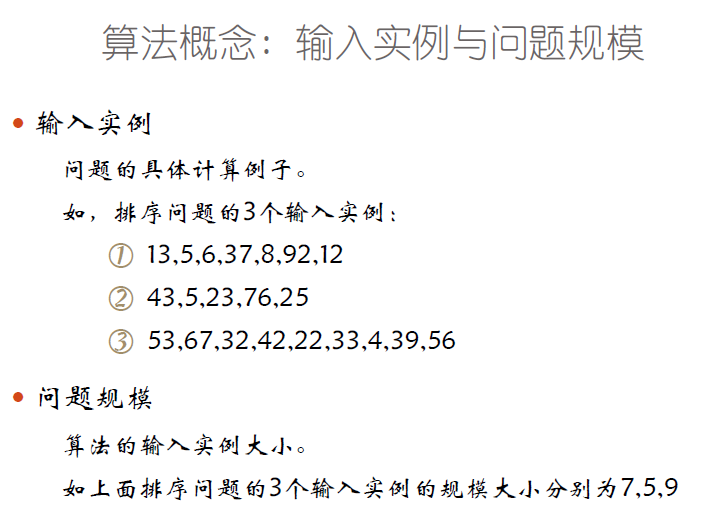 算法概念：输入实例与问题规模
• 输入实例
问题的具体计算例子。
如，排序问题的3个输入实例：
① 13,5,6,37,8,92,12
② 43,5,23,76,25
③ 53,67,32,42,22,33,4,39,56
• 问题规模
算法的输入实例大小。
如上面排序问题的3个输入实例的规模大小分别为7,5,9